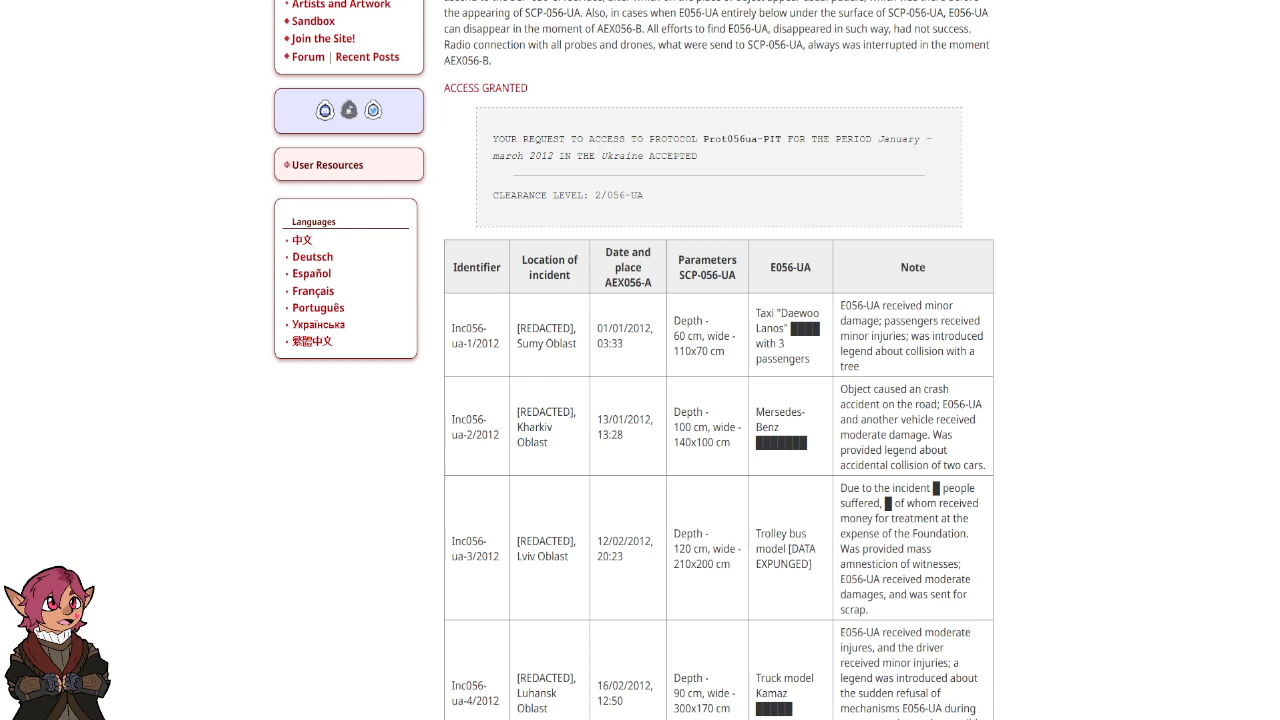 Artists and Artwork
Sandbox
Join the Site!
Forum | Recent Posts
User Resources
Languages
中文
Deutsch
Español
Français
Português
Українська
繁體中文
the appearing of SCP-056-UA. Also, in cases when E056-UA entirely below under the surface of SCP-056-UA, E056-UA
can disappear in the moment of AEX056-B. All efforts to find E056-UA, disappeared in such way, had not success.
Radio connection with all probes and drones, what were send to SCP-056-UA, always was interrupted in the moment
AEX056-B.
ACCESS GRANTED
YOUR REQUEST TO ACCESS TO PROTOCOL Prot056ua-PIT FOR THE PERIOD January -
march 2012 IN THE Ukraine ACCEPTED
CLEARANCE LEVEL: 2/056-UA
Identifier
Location of
incident
Date and
place
AEX056-A
Parameters
SCP-056-UA
E056-UA
Note
Inc056-
ua-1/2012
[REDACTED],
Sumy Oblast
01/01/2012,
03:33
Depth -
60 cm, wide -
110x70 cm
Taxi "Daewoo
Lanos" ████
with 3
passengers
E056-UA received minor
damage; passengers received
minor injuries; was introduced
legend about collision with a
tree
Inc056-
ua-2/2012
[REDACTED],
Kharkiv
Oblast
13/01/2012,
13:28
Depth -
100 cm, wide -
140x100 cm
Mersedes-
Benz
███████
Object caused an crash
accident on the road; E056-UA
and another vehicle received
moderate damage. Was
provided legend about
accidental collision of two cars.
Inc056-
ua-3/2012
[REDACTED],
Lviv Oblast
12/02/2012,
20:23
Depth -
120 cm, wide -
210x200 cm
Trolley bus
model [DATA
EXPUNGED]
Due to the incident █ people
suffered, █ of whom received
money for treatment at the
expense of the Foundation.
Was provided mass
amnesticion of witnesses;
E056-UA received moderate
damages, and was sent for
scrap.
Inc056-
ua-4/2012
[REDACTED],
Luhansk
Oblast
16/02/2012,
12:50
Depth -
90 cm, wide -
300x170 cm
Truck model
Kamaz
█████
E056-UA received moderate
injures, and the driver
received minor injuries; a
legend was introduced about
the sudden refusal of
mechanisms E056-UA during